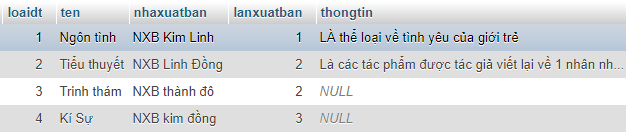 loaidt ten nhaxuatban lanxuatban thongtin
1 Ngôn tình NXB Kim Linh 1 LÀ thể loại về tình yêu của giới trẻ
2 Tiểu thuyết NXB Linh Đồng 2 Là các tác phẩm được tác giả viết lại về 1 nhân nh...
3 Trinh thám NXB thành đô 2 NULL
4 Kí Sự NXB kim đồng 3 NULL